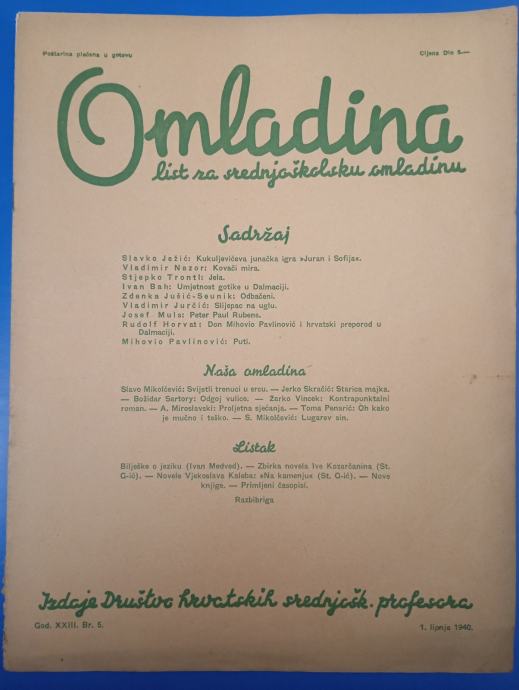 Poštarina plaćena u gotovu
Cijena Din 5.—
Omladina
list za srednjoškolsku omladinu
Sadržaj
Slavko Ježić: Kukuljevićeva junačka igra »Juran i Sofija«.
Vladimir Nazor: Kovači mira.
Stjepko Trontl: Jela.
Ivan Bah: Umjetnost gotike u Dalmaciji.
Zdenka Jušić-Seunik: Odbačeni.
Vladimir Jurčić: Slijepac na uglu.
Josef Muls: Peter Paul Rubens.
Rudolf Horvat: Don Mihovio Pavlinović i hrvatski preporod u
Dalmaciji.
Mihovio Pavlinović: Puti.
Naša omladina
Slavo Mikolčević: Svijetli trenuci u srcu. — Jerko Skračić: Starica majka.
— Božidar Sartory: Odgoj vulico. — Žarko Vincek: Kontrapunktalni
roman. — A. Miroslavski: Proljetna sjećanja. — Toma Penarić: Oh kako
je mučno i teško. — S. Mikolčević: Lugarev sin.
Listak
Bilješke o jeziku (Ivan Medved). — Zbirka novela Ive Kozarčanina (St.
G-ić). — Novele Vjekoslava Kaleba: »Na kamenju« (St. G-ić). — Nove
knjige. — Primljeni časopisi.
Razbibriga
Izdaje Društvo hrvatskih srednjošk. profesora
God. XXIII. Br. 5.
1. lipnja 1940.